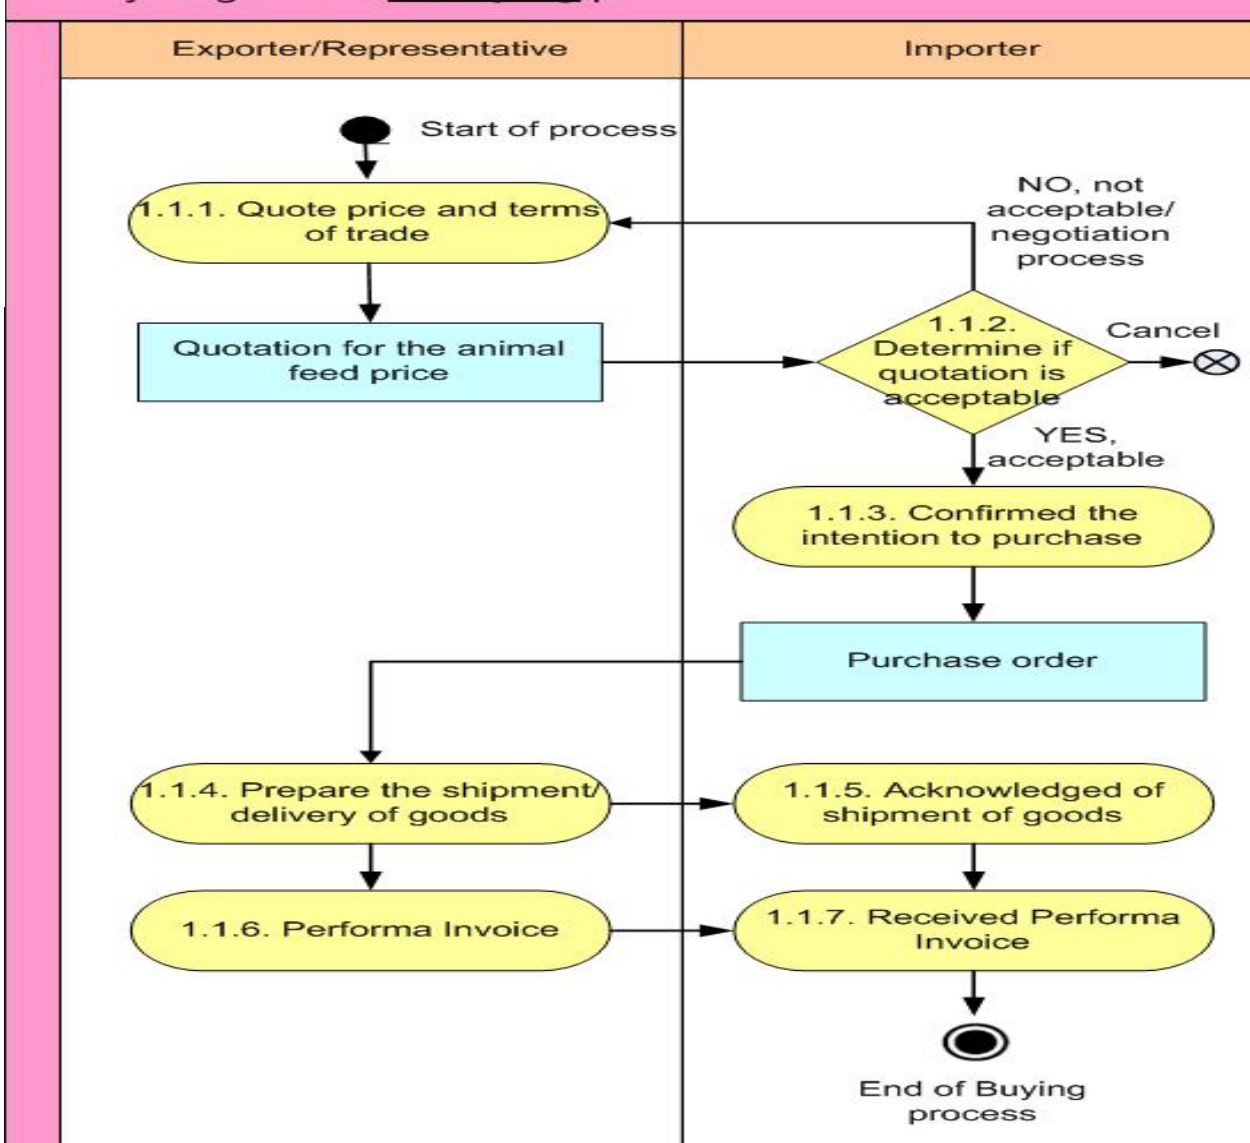 Exporter/Representative
Importer
Start of process
1.1.1. Quote price and terms
of trade
NO, not
acceptable/
negotiation
process
Quotation for the animal
feed price
1.1.2.
Determine if
quotation is
acceptable
Cancel
YES,
acceptable
1.1.3. Confirmed the
intention to purchase
Purchase order
1.1.4. Prepare the shipment/
delivery of goods
1.1.5. Acknowledged of
shipment of goods
1.1.6. Performa Invoice
1.1.7. Received Performa
Invoice
End of Buying
process